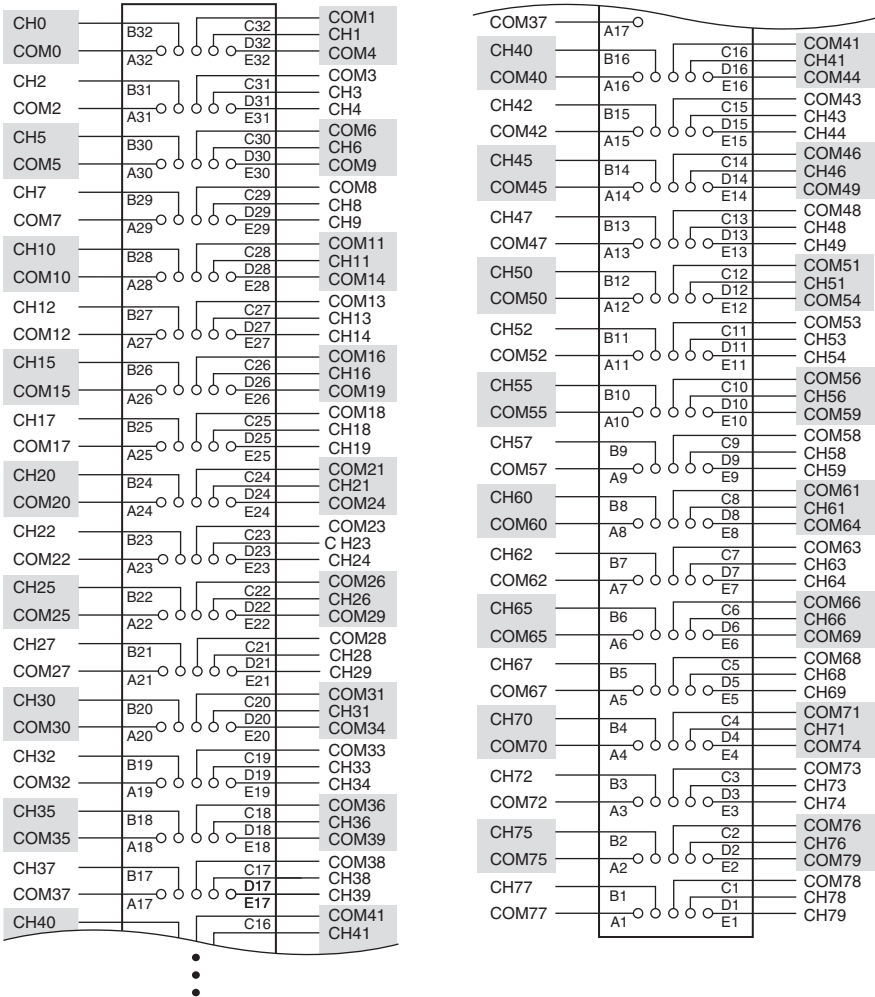 CH0 B32 C32 COM1
D32 CH1
COM0 A32 E32 COM4
CH2 B31 C31 COM3
D31 CH3
COM2 A31 E31 CH4
CH5 B30 C30 COM6
D30 CH6
COM5 A30 E30 COM9
CH7 B29 C29 COM8
D29 CH8
COM7 A29 E29 CH9
CH10 B28 C28 COM11
D28 CH11
COM10 A28 E28 COM14
CH12 B27 C27 COM13
D27 CH13
COM12 A27 E27 CH14
CH15 B26 C26 COM16
D26 CH16
COM15 A26 E26 COM19
CH17 B25 C25 COM18
D25 CH18
COM17 A25 E25 CH19
CH20 B24 C24 COM21
D24 CH21
COM20 A24 E24 COM24
CH22 B23 C23 COM23
D23 C H23
COM22 A23 E23 CH24
CH25 B22 C22 COM26
D22 CH26
COM25 A22 E22 COM29
CH27 B21 C21 COM28
D21 CH28
COM27 A21 E21 CH29
CH30 B20 C20 COM31
D20 CH31
COM30 A20 E20 COM34
CH32 B19 C19 COM33
D19 CH33
COM32 A19 E19 CH34
CH35 B18 C18 COM36
D18 CH36
COM35 A18 E18 COM39
CH37 B17 C17 COM38
D17 CH38
COM37 A17 E17 CH39
CH40 C16 COM41
CH41
COM37 A17
CH40 B16 C16 COM41
D16 CH41
COM40 A16 E16 COM44
CH42 B15 C15 COM43
D15 CH43
COM42 A15 E15 CH44
CH45 B14 C14 COM46
D14 CH46
COM45 A14 E14 COM49
CH47 B13 C13 COM48
D13 CH48
COM47 A13 E13 CH49
CH50 B12 C12 COM51
D12 CH51
COM50 A12 E12 COM54
CH52 B11 C11 COM53
D11 CH53
COM52 A11 E11 CH54
CH55 B10 C10 COM56
D10 CH56
COM55 A10 E10 COM59
CH57 B9 C9 COM58
D9 CH58
COM57 A9 E9 CH59
CH60 B8 C8 COM61
D8 CH61
COM60 A8 E8 COM64
CH62 B7 C7 COM63
D7 CH63
COM62 A7 E7 CH64
CH65 B6 C6 COM66
D6 CH66
COM65 A6 E6 COM69
CH67 B5 C5 COM68
D5 CH68
COM67 A5 E5 CH69
CH70 B4 C4 COM71
D4 CH71
COM70 A4 E4 COM74
CH72 B3 C3 COM73
D3 CH73
COM72 A3 E3 CH74
CH75 B2 C2 COM76
D2 CH76
COM75 A2 E2 COM79
CH77 B1 C1 COM78
D1 CH78
COM77 A1 E1 CH79